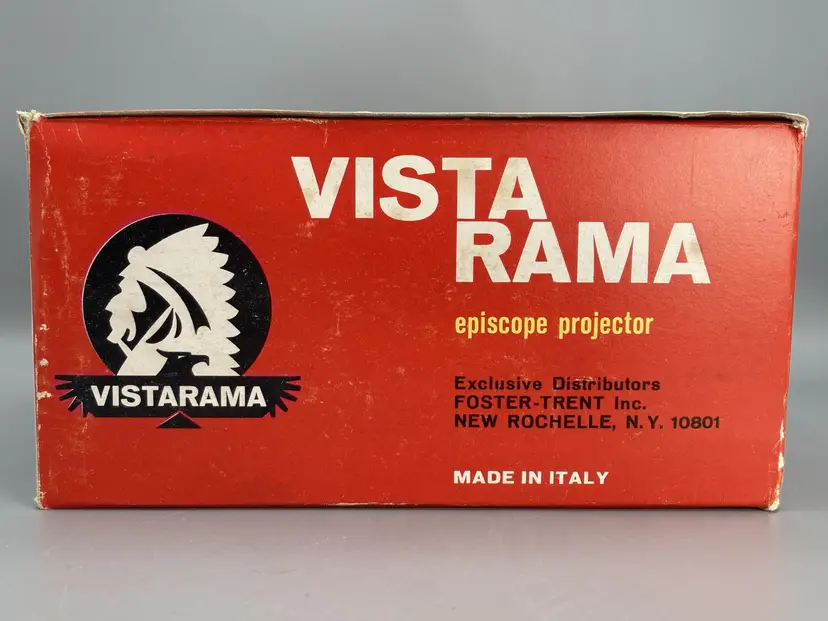 VISTA
RAMA
episcope projector
VISTARAMA
Exclusive Distributors
FOSTER-TRENT Inc.
NEW ROCHELLE, N.Y. 10801
MADE IN ITALY